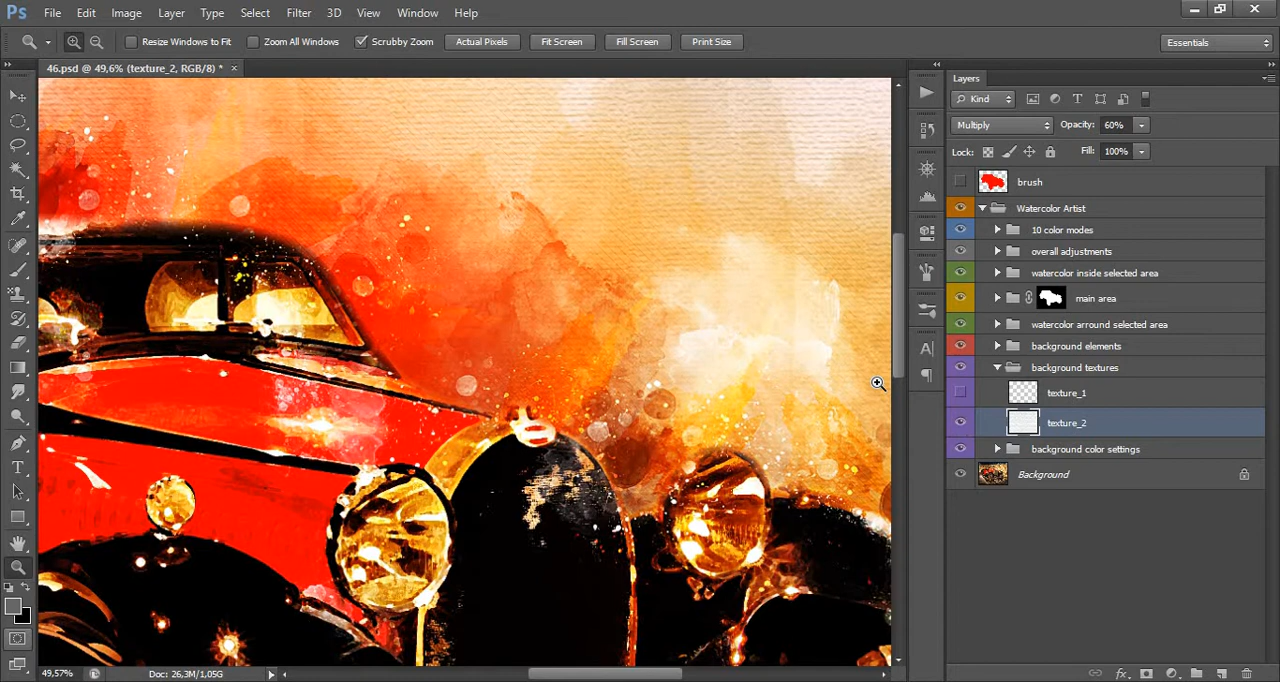 Ps File Edit Image Layer Type Select Filter 3D View Window Help
Resize Windows to Fit Zoom All Windows Scrubby Zoom Actual Pixels Fit Screen Fill Screen Print Size Essentials
46.psd @ 49,6% (texture_2, RGB/8) * ×
Layers
Kind
Multiply Opacity: 60%
Lock: Fill: 100%
brush
Watercolor Artist
10 color modes
overall adjustments
watercolor inside selected area
main area
watercolor arround selected area
background elements
background textures
texture_1
texture_2
background color settings
Background
49,57% Doc: 26,3M/1,05G